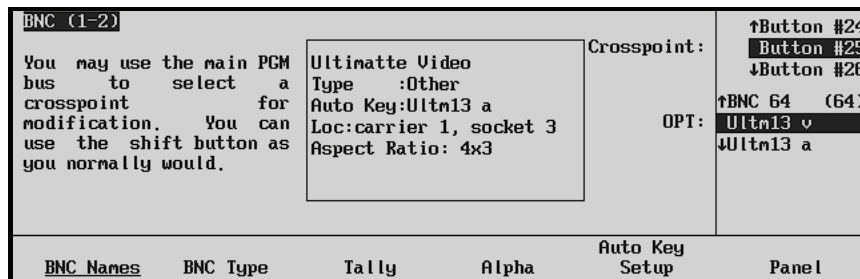 BNC (1-2)
You may use the main PGM
bus to select a
crosspoint for
modification. You can
use the shift button as
you normally would.
Ultimatte Video
Type :Other
Auto Key:Ultm13 a
Loc:carrier 1, socket 3
Aspect Ratio: 4x3
Crosspoint:
↑Button #24
Button #25
↓Button #26
OPT:
↑BNC 64 (64)
Ultm13 v
↓Ultm13 a
BNC Names
BNC Type
Tally
Alpha
Auto Key
Setup
Panel